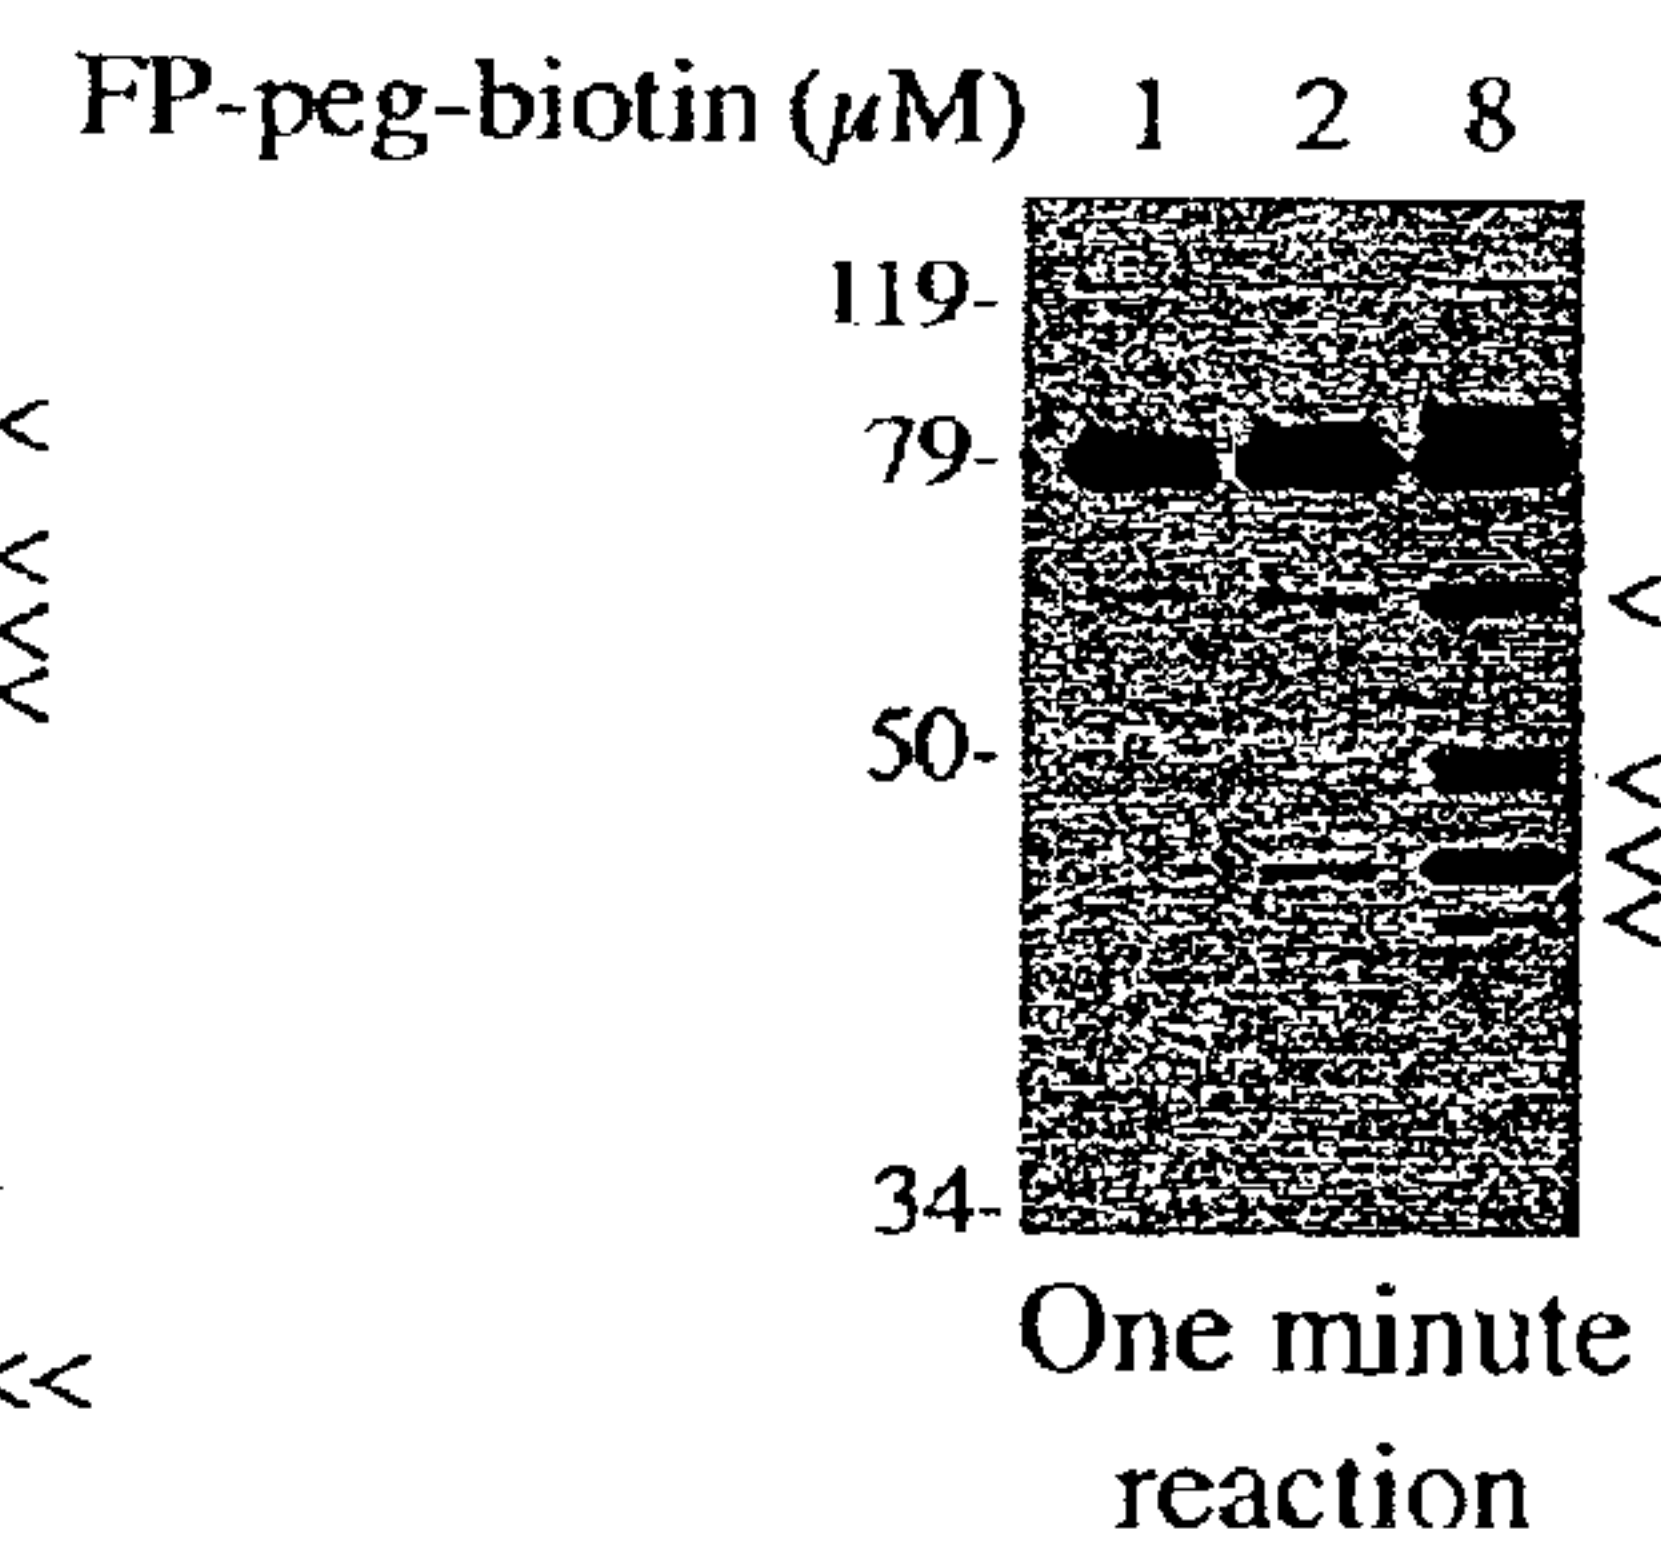 FP-peg-biotin (μM) 1 2 8
119-
79-
50-
34-
One minute
reaction